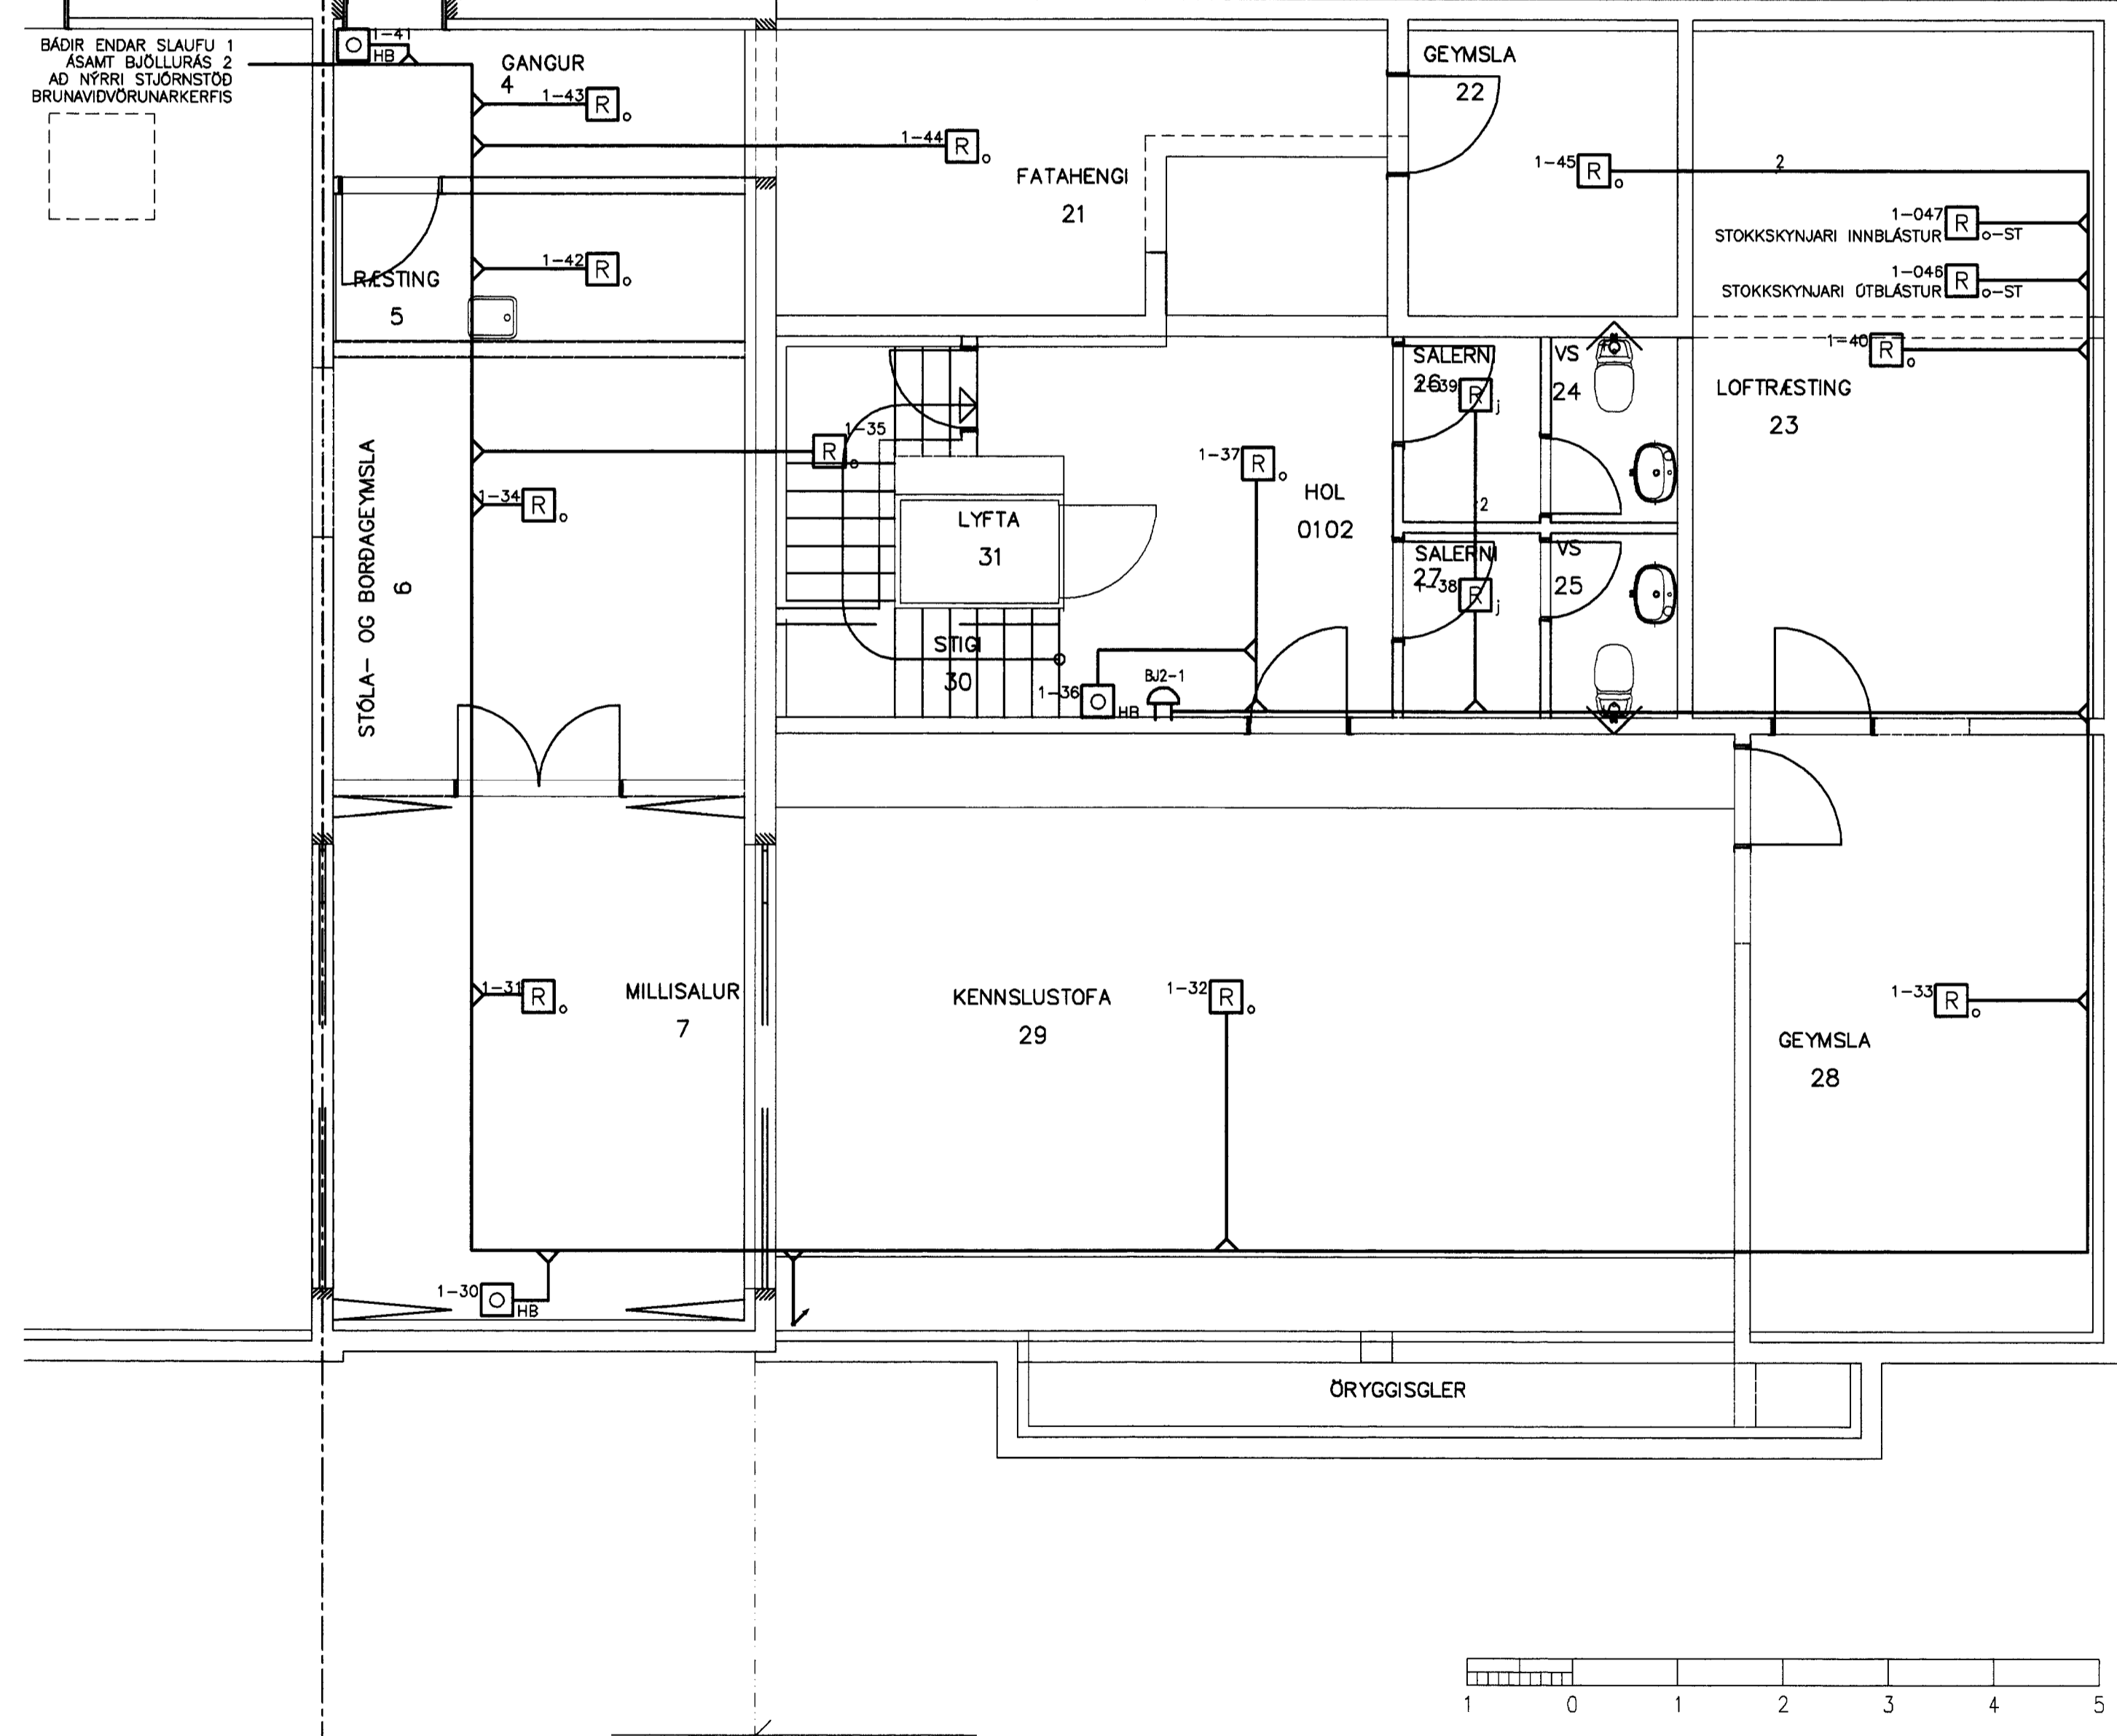 BÁÐIR ENDAR SLAUFU 1
ÁSAMT BJÖLLURÁS 2
AÐ NÝRRI STJÓRNSTÖÐ
BRUNAVIÐVÖRUNARKERFIS
1-41
HB
GANGUR
4
1-43 R
1-44 R
FATAHENGI
21
GEYMSLA
22
1-45 R
2
1-047 R
STOKKSKYNJARI INNBLÁSTUR
o-ST
1-046 R
STOKKSKYNJARI ÚTBLÁSTUR
o-ST
1-42 R
RÆSTING
5
1-40 R
LOFTRÆSTING
23
SALERNI
26
1-39 R
j
VS
24
2
SALERNI
27
1-38 R
j
VS
25
1-35
R
1-34 R
STÓLA- OG BORÐAGEYMSLA
6
1-37 R
HOL
0102
LYFTA
31
STIGI
30
1-36
HB
BJ2-1
1-31 R
MILLISALUR
7
KENNSLUSTOFA
29
1-32 R
1-33 R
GEYMSLA
28
1-30
HB
ÖRYGGISGLER
1 0 1 2 3 4 5